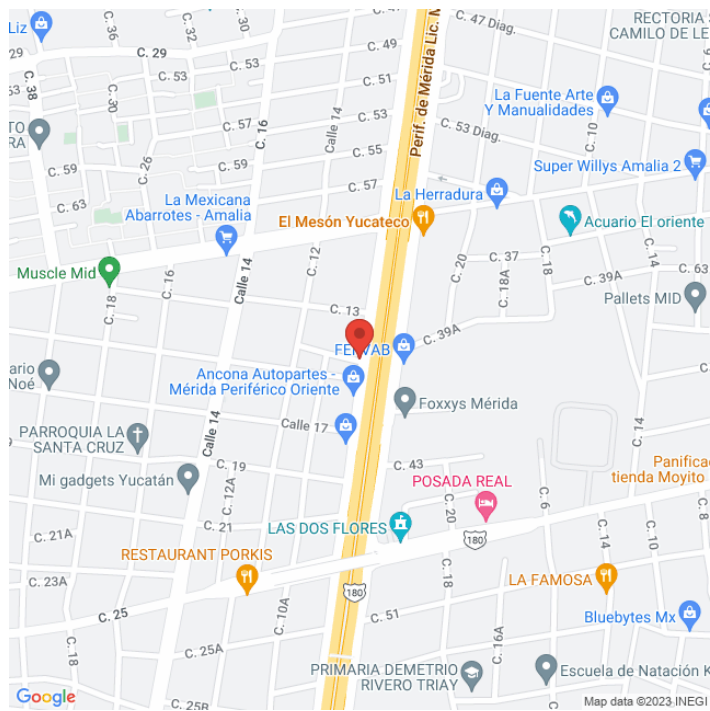 Liz
C. 36
C. 32
C. 29
C. 49
C. 47 Diag.
RECTORIA S
CAMILO DE LE
29
C. 53
C. 51
C. 38
C. 30
C. 53
C. 16
Calle 14
Perif. de Mérida Lic. M
La Fuente Arte
Y Manualidades
C. 10
TO
RA
C. 57
C. 53
C. 53 Diag.
C. 26
C. 55
C. 59
C. 59
C. 57
Super Willys Amalia 2
C. 63
La Mexicana
Abarrotes - Amalia
La Herradura
El Mesón Yucateco
Acuario El oriente
Muscle Mid
C. 16
C. 12
Calle 14
C. 37
C. 20
C. 18A
C. 18
C. 14
C. 39A
C. 63
C. 18
C. 13
Pallets MID
C. 39A
FERVAB
ario
Noé
Ancona Autopartes -
Mérida Periférico Oriente
Foxxys Mérida
Calle 17
Calle 14
PARROQUIA LA
SANTA CRUZ
C. 14
C. 19
C. 43
Mi gadgets Yucatán
C. 12A
POSADA REAL
Panificad
tienda Moyito
C. 6
C. 20
C. 8
C. 21
LAS DOS FLORES
180
C. 14
C. 21A
RESTAURANT PORKIS
C. 23A
180
C. 18
LA FAMOSA
C. 25
C. 10A
C. 51
Bluebytes Mx
C. 18
C. 25A
C. 16A
PRIMARIA DEMETRIO
RIVERO TRIAY
Escuela de Natación K
C. 25B
Google
Map data ©2023 INEGI